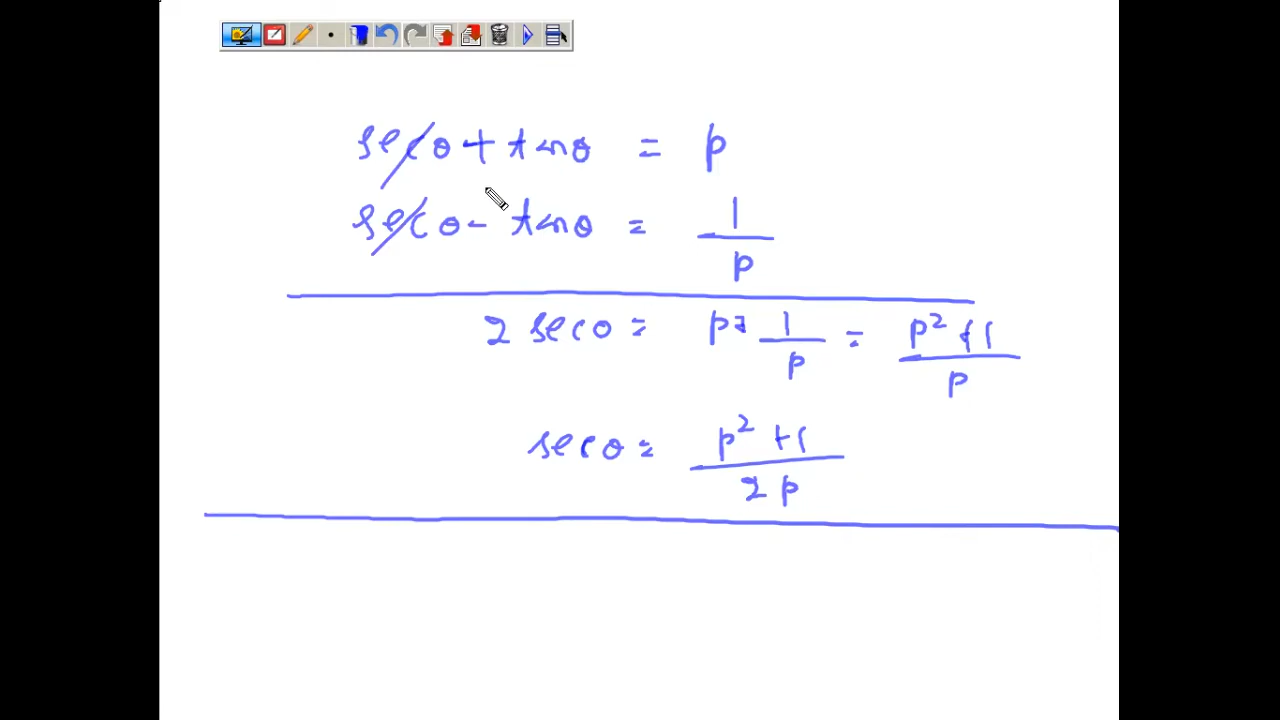 secθ + tanθ = p
secθ - tanθ = 1/p
2 secθ = p+ 1/p = p² +1/p
secθ = p² +1/2p